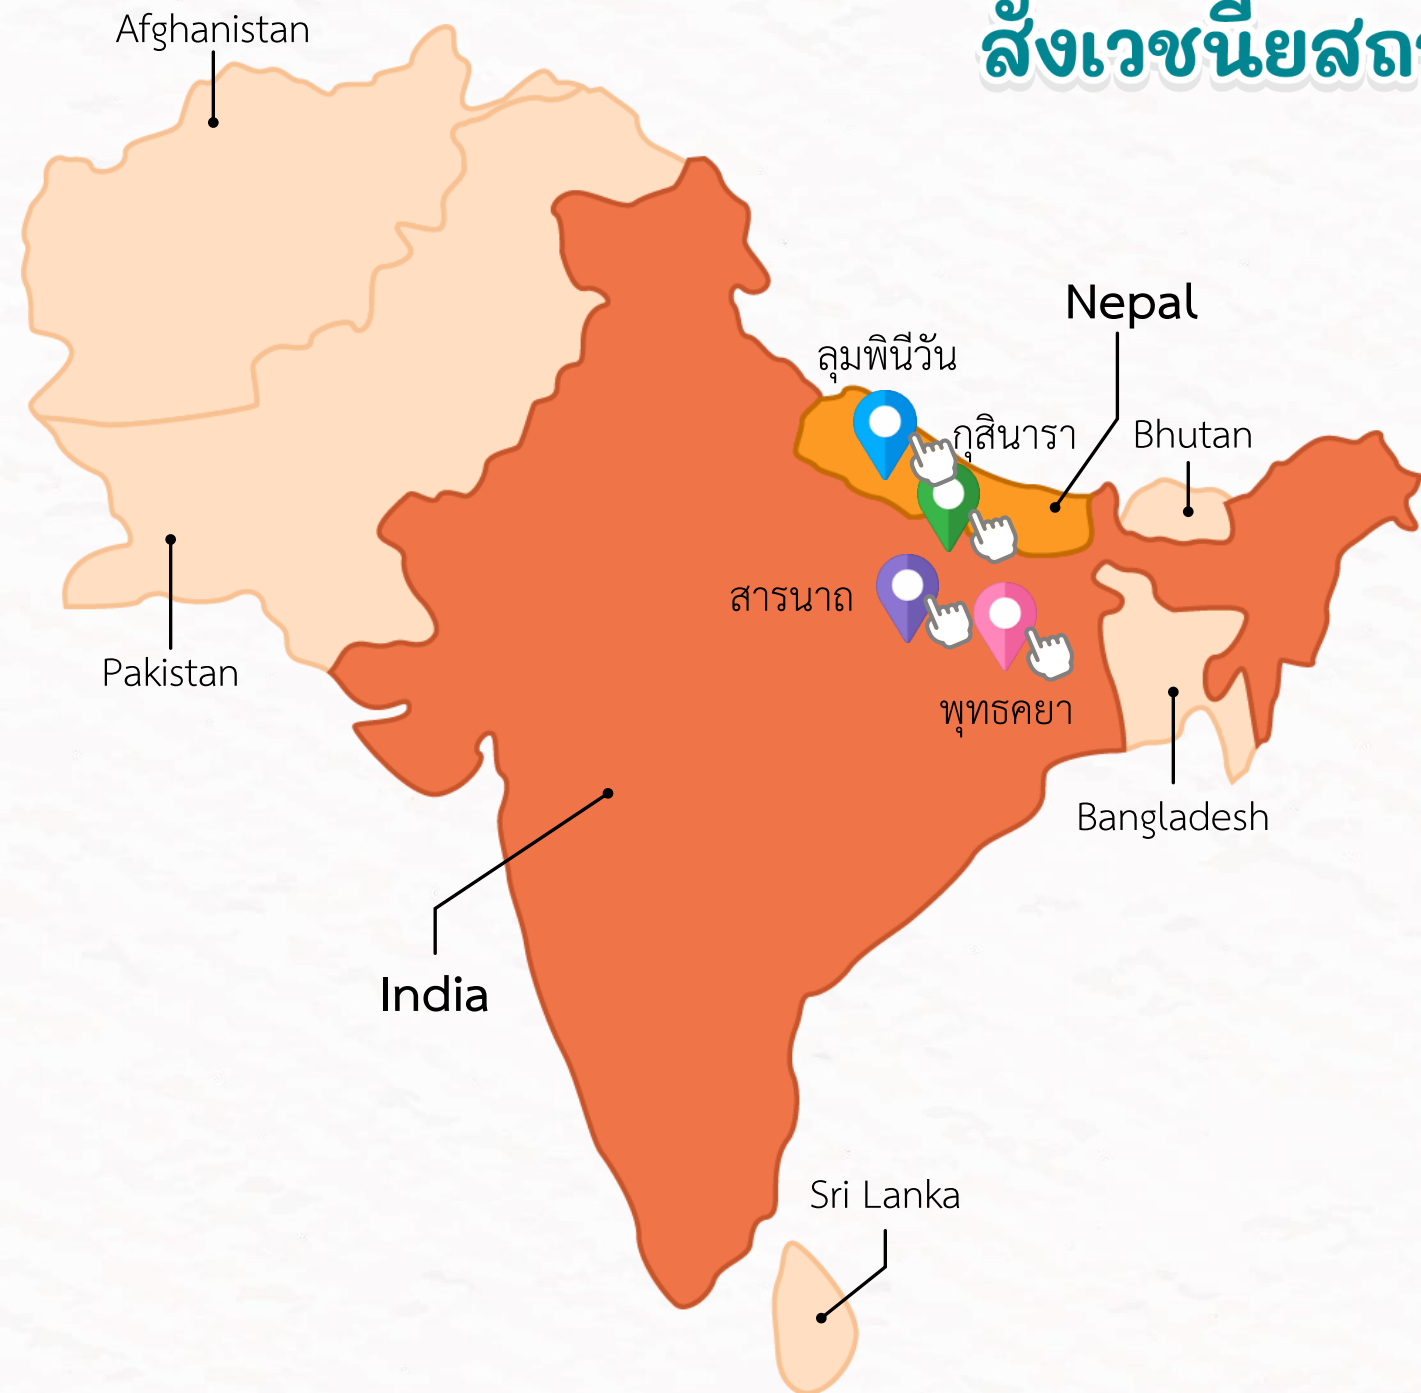 Afghanistan
สังเวชนียสถ
Nepal
ลุมพินีวัน
กุสินารา
Bhutan
สารนาถ
Pakistan
พุทธคยา
Bangladesh
India
Sri Lanka